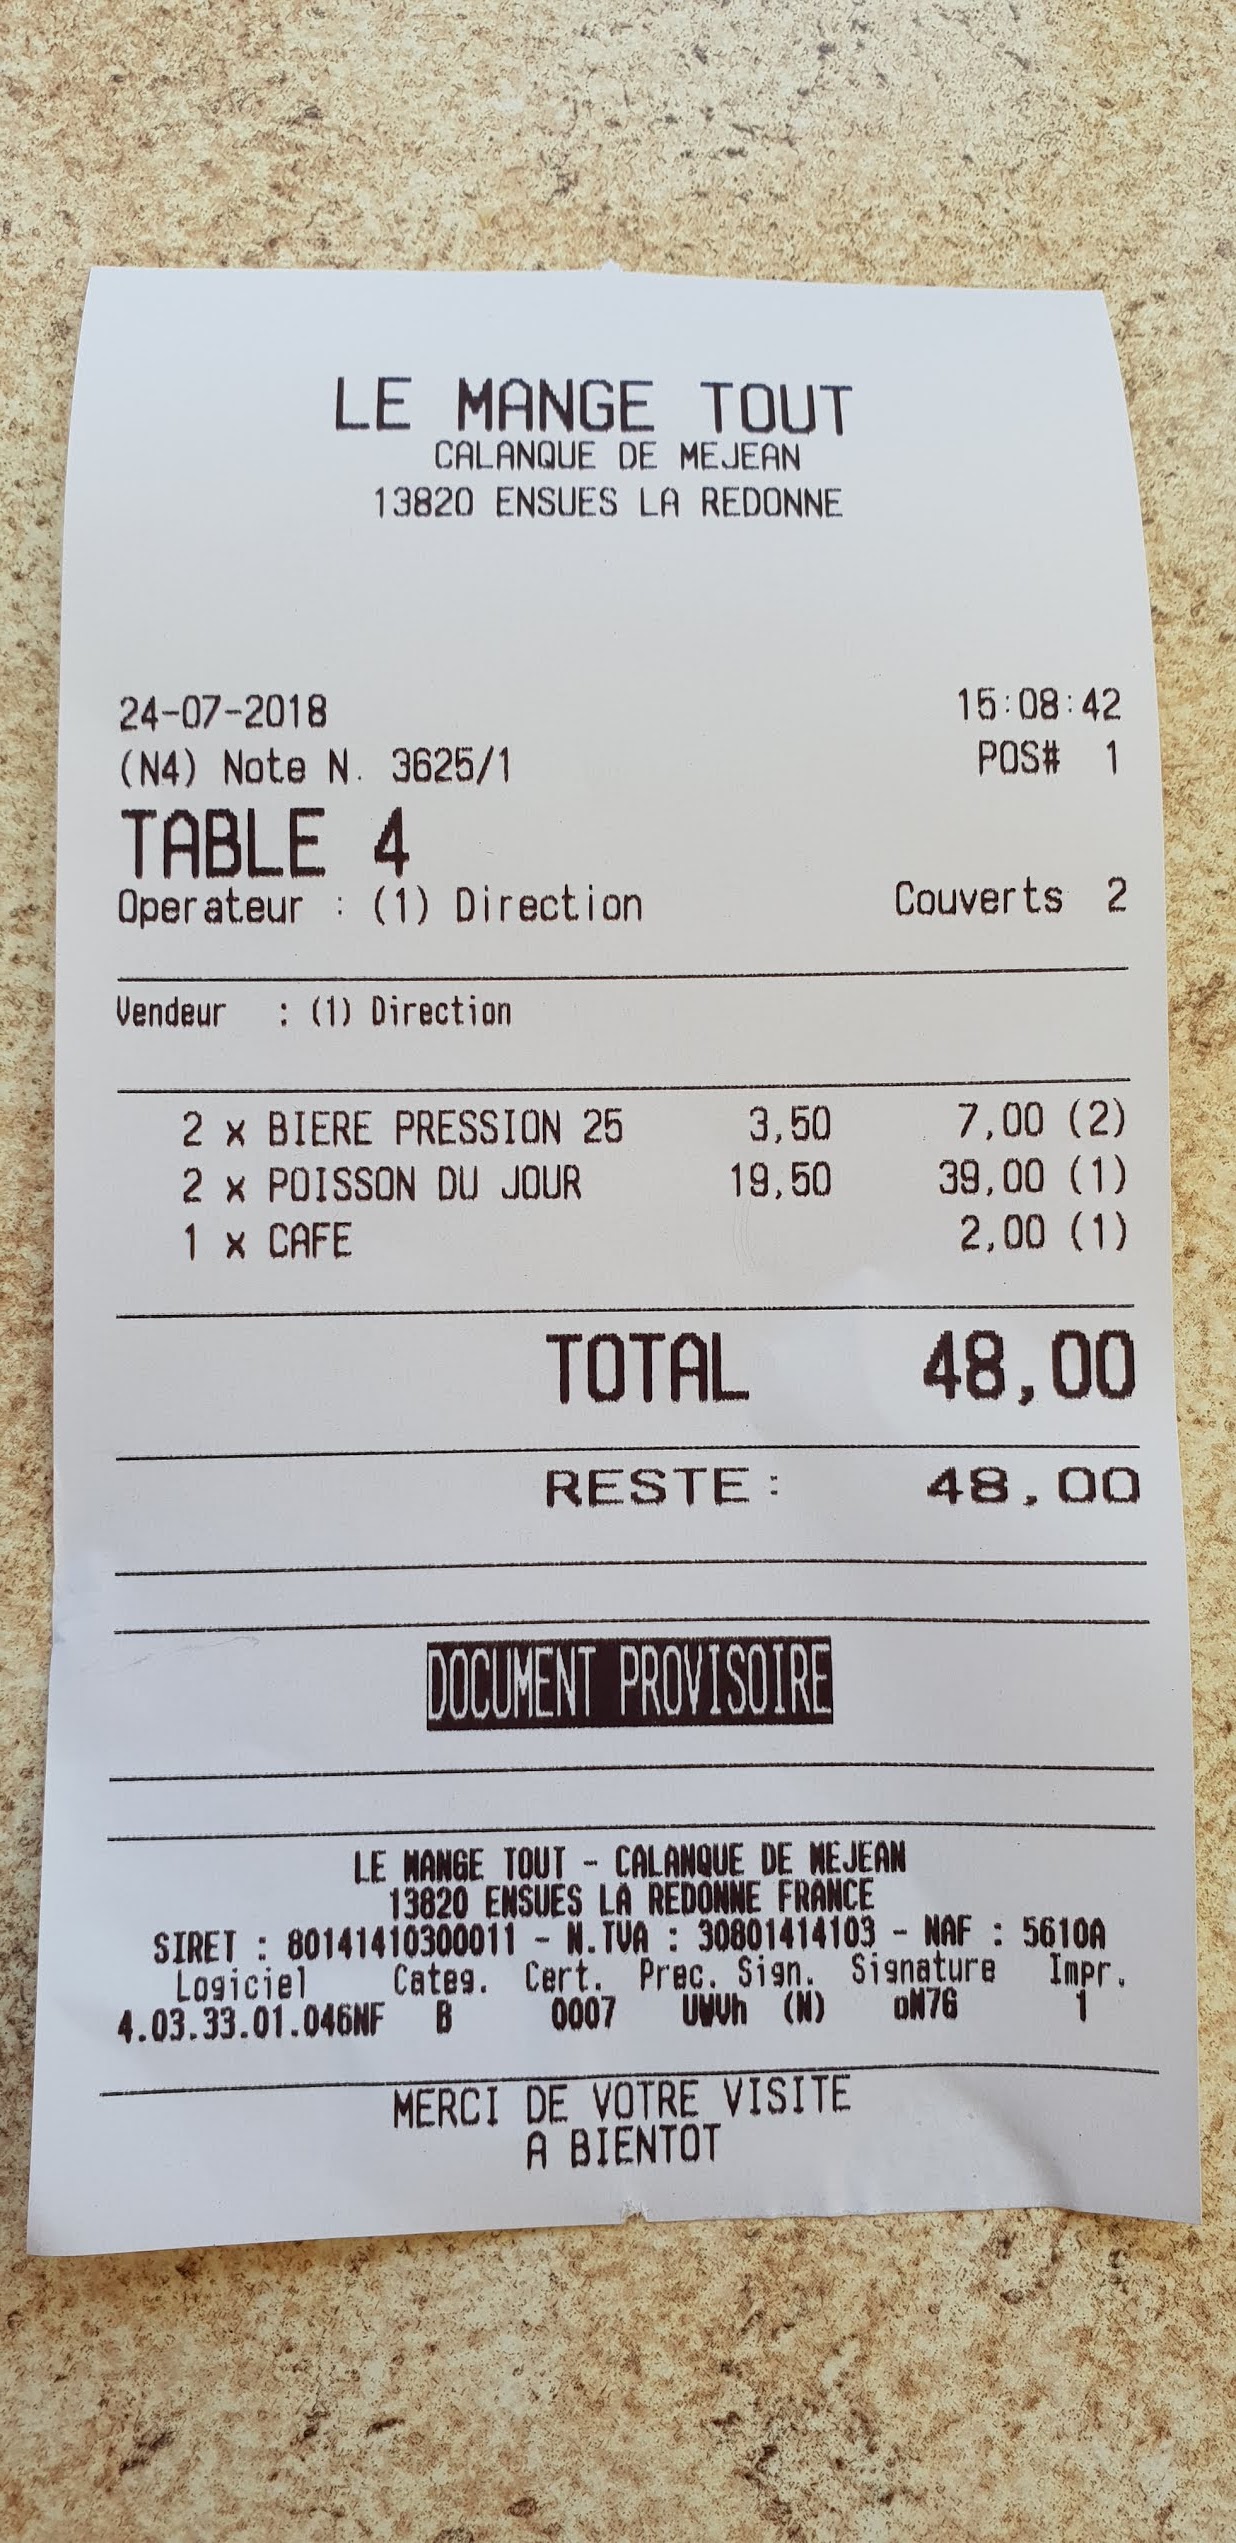 LE MANGE TOUT
CALANQUE DE MEJEAN
13820 ENSUES LA REDONNE
24-07-2018 15:08:42
(N4) Note N. 3625/1 POS# 1
TABLE 4
Operateur : (1) Direction Couverts 2
Vendeur : (1) Direction
2 x BIERE PRESSION 25 3,50 7,00 (2)
2 x POISSON DU JOUR 19,50 39,00 (1)
1 x CAFE 2,00 (1)
TOTAL 48,00
RESTE: 48,00
DOCUMENT PROVISOIRE
LE MANGE TOUT - CALANQUE DE MEJEAN
13820 ENSUES LA REDONNE FRANCE
SIRET : 80141410300011 - N.TVA : 30801414103 - NAF : 5610A
Logiciel Categ. Cert. Prec. Sign. Signature Impr.
4.03.33.01.046NF B 0007 UWUh (N) oN76 1
MERCI DE VOTRE VISITE
A BIENTOT